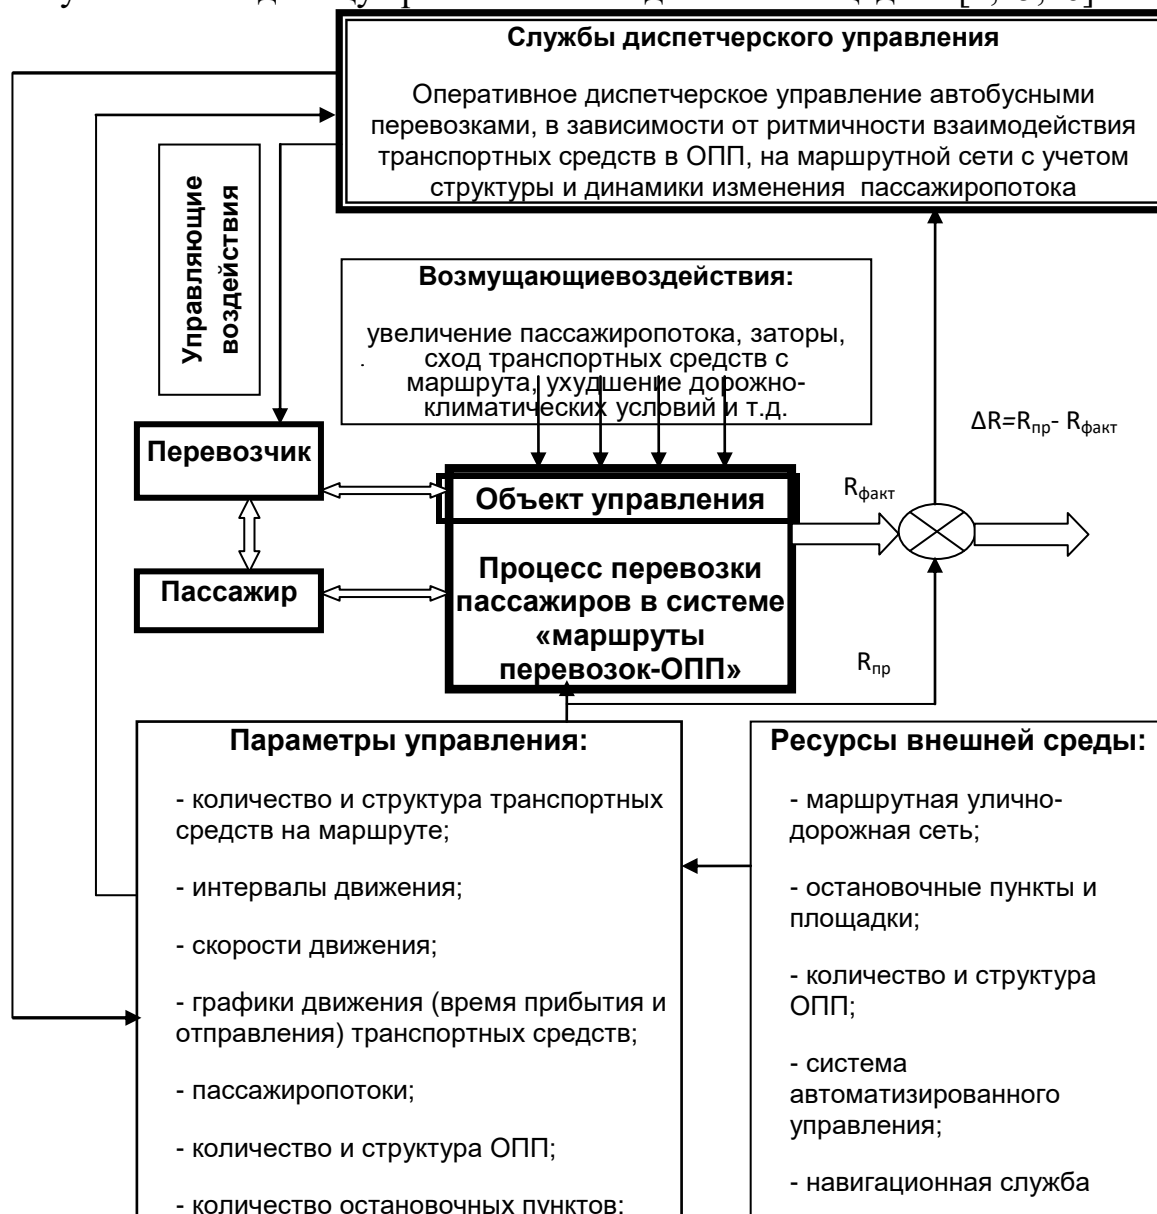 Службы диспетчерского управления
Оперативное диспетчерское управление автобусными
перевозками, в зависимости от ритмичности взаимодействия
транспортных средств в ОПП, на маршрутной сети с учетом
структуры и динамики изменения пассажиропотока
Управляющие
воздействия
Возмущающиевоздействия:
увеличение пассажиропотока, заторы,
сход транспортных средств с
.
маршрута, ухудшение дорожно-
климатических условий и т.д.
ΔR=Rпр- Rфакт
Перевозчик
Объект управления
Rфакт
Процесс перевозки
пассажиров в системе
«маршруты
перевозок-ОПП»
Пассажир
Rпр
Параметры управления:
- количество и структура транспортных
средств на маршруте;
- интервалы движения;
- скорости движения;
- графики движения (время прибытия и
отправления) транспортных средств;
- пассажиропотоки;
- количество и структура ОПП;
- количество остановочных пунктов;
Ресурсы внешней среды:
- маршрутная улично-
дорожная сеть;
- остановочные пункты и
площадки;
- количество и структура
ОПП;
- система
автоматизированного
управления;
- навигационная служба